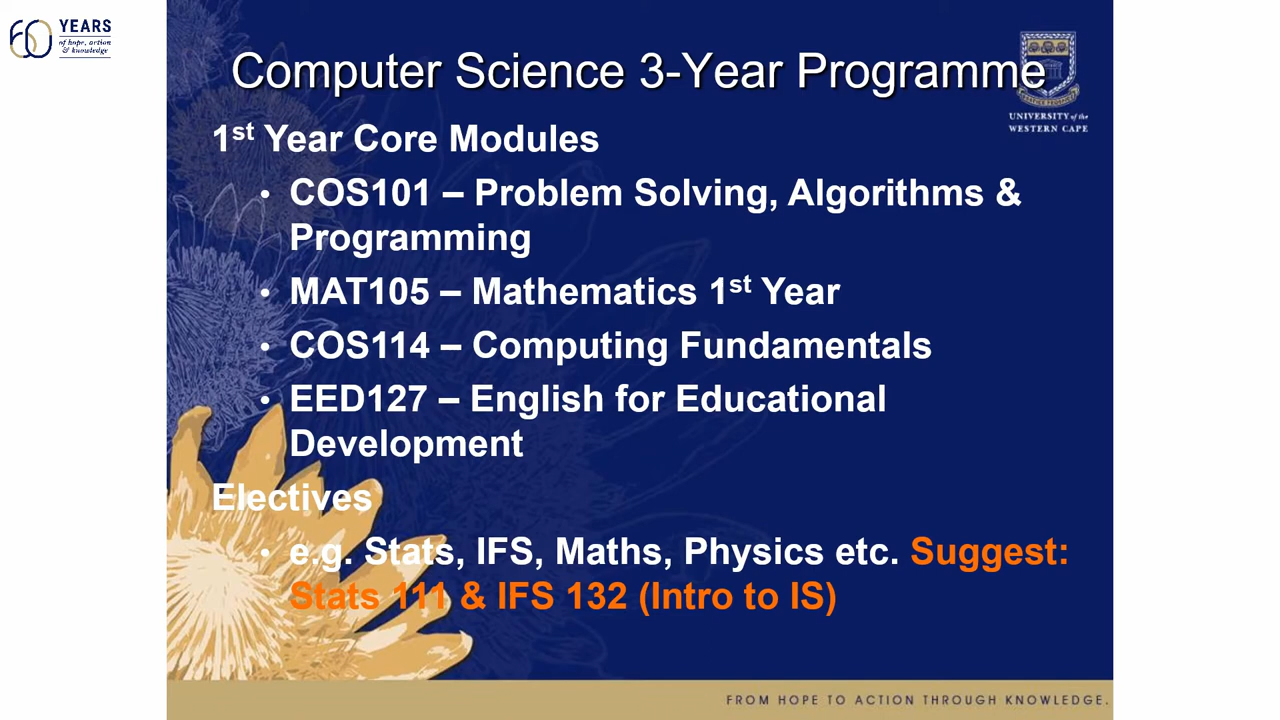 60 YEARS
of hope, action
& knowledge
Computer Science 3-Year Programme
UNIVERSITY of the
WESTERN CAPE
1st Year Core Modules
• COS101 – Problem Solving, Algorithms &
Programming
• MAT105 – Mathematics 1st Year
• COS114 – Computing Fundamentals
• EED127 – English for Educational
Development
Electives
• e.g. Stats, IFS, Maths, Physics etc. Suggest:
Stats 111 & IFS 132 (Intro to IS)
FROM HOPE TO ACTION THROUGH KNOWLEDGE.